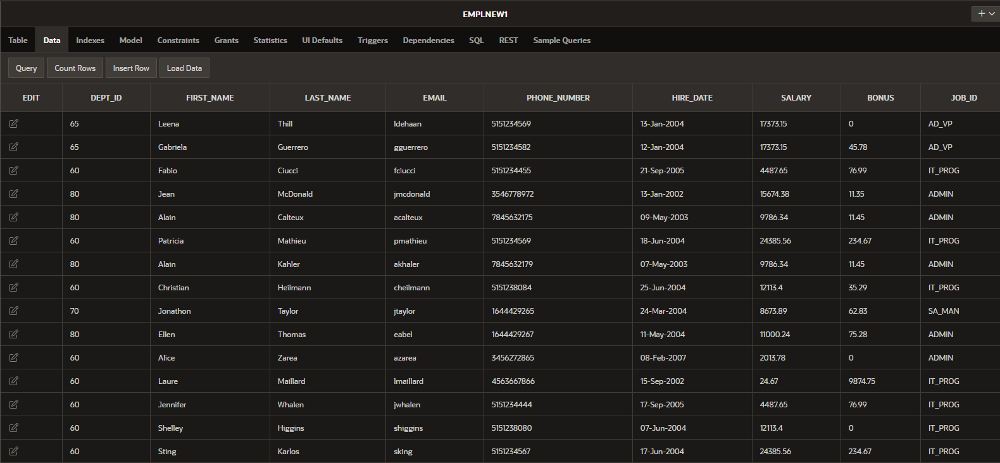 EMPLNEW1
Table Data Indexes Model Constraints Grants Statistics UI Defaults Triggers Dependencies SQL REST Sample Queries
Query Count Rows Insert Row Load Data
EDIT DEPT_ID FIRST_NAME LAST_NAME EMAIL PHONE_NUMBER HIRE_DATE SALARY BONUS JOB_ID
65 Leena Thill ldehaan 5151234569 13-Jan-2004 17373.15 0 AD_VP
65 Gabriela Guerrero gguerrero 5151234582 12-Jan-2004 17373.15 45.78 AD_VP
60 Fabio Ciucci fciucci 5151234455 21-Sep-2005 4487.65 76.99 IT_PROG
80 Jean McDonald jmcdonald 3546778972 13-Jan-2002 15674.38 11.35 ADMIN
80 Alain Calteux acalteux 7845632175 09-May-2003 9786.34 11.45 ADMIN
60 Patricia Mathieu pmathieu 5151234569 18-Jun-2004 24385.56 234.67 IT_PROG
80 Alain Kahler akhaler 7845632179 07-May-2003 9786.34 11.45 ADMIN
60 Christian Heilmann cheilmann 5151238084 25-Jun-2004 12113.4 35.29 IT_PROG
70 Jonathon Taylor jtaylor 1644429265 24-Mar-2004 8673.89 62.83 SA_MAN
80 Ellen Thomas eabel 1644429267 11-May-2004 11000.24 75.28 ADMIN
60 Alice Zarea azarea 3456272865 08-Feb-2007 2013.78 0 ADMIN
60 Laure Maillard lmaillard 4563667866 15-Sep-2002 24.67 9874.75 IT_PROG
60 Jennifer Whalen jwhalen 5151234444 17-Sep-2005 4487.65 76.99 IT_PROG
60 Shelley Higgins shiggins 5151238080 07-Jun-2004 12113.4 0 IT_PROG
60 Sting Karlos sking 5151234567 17-Jun-2004 24385.56 234.67 IT_PROG